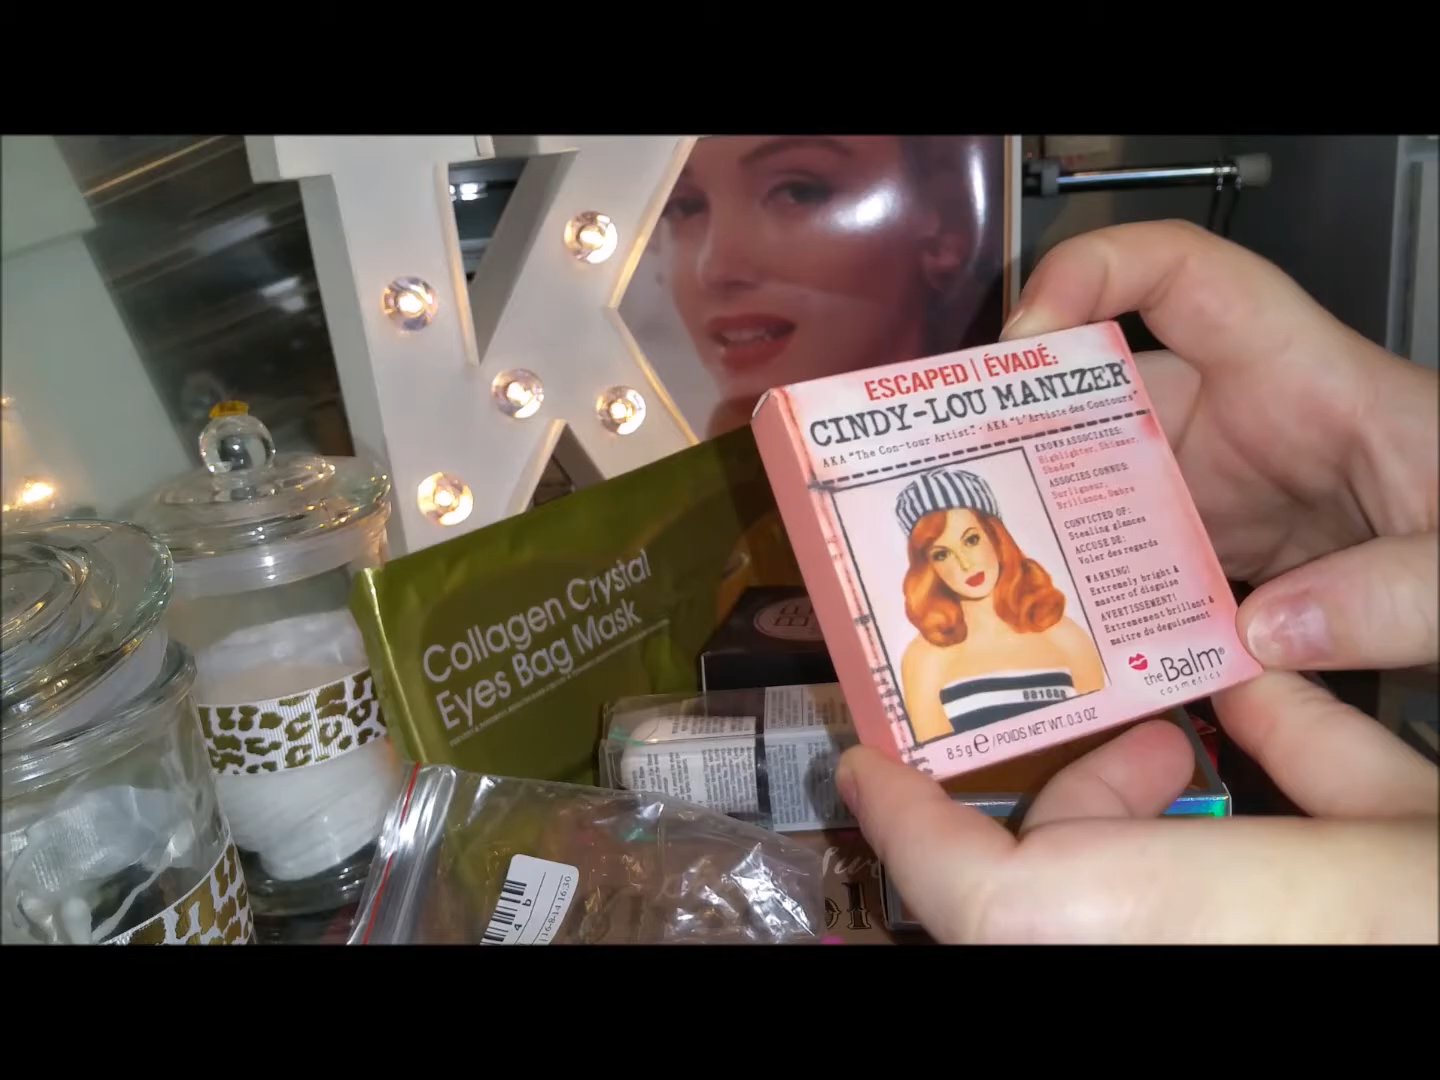 ESCAPED | ÉVADÉ:
CINDY-LOU MANIZER®
AKA "The Con-tour Artist" · AKA "L'Artiste des Contours"
KNOWN ASSOCIATES:
Highlighter, Shimmer,
Shadow
ASSOCIÉS CONNUS:
Surligneur,
Brillance, Ombre
CONVICTED OF:
Stealing glances
ACCUSÉ DE:
Voler des regards
WARNING!
Extremely bright &
master of disguise
AVERTISSEMENT!
Extremement brillant &
maître du deguisement
theBalm®
cosmetics
8.5g e / POIDS NET WT. 0.3 OZ
Collagen Crystal
Eyes Bag Mask
K